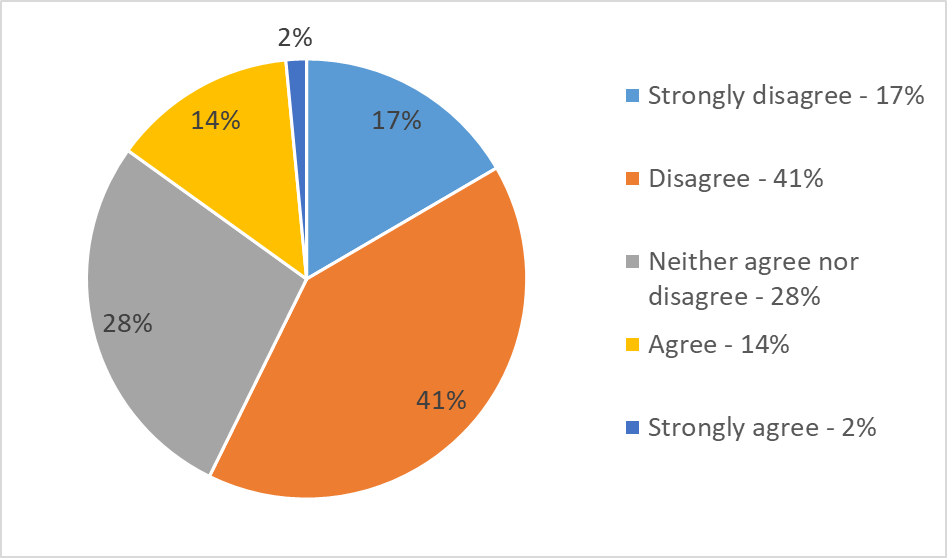 2%
17%
14%
28%
41%
Strongly disagree - 17%
Disagree - 41%
Neither agree nor
disagree - 28%
Agree - 14%
Strongly agree - 2%